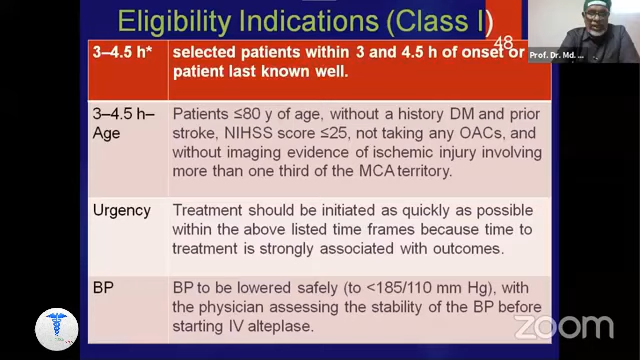 Eligibility Indications (Class I)
48
Prof. Dr. Md. ...
3–4.5 h*
selected patients within 3 and 4.5 h of onset or
patient last known well.
3–4.5 h–
Age
Patients ≤80 y of age, without a history DM and prior
stroke, NIHSS score ≤25, not taking any OACs, and
without imaging evidence of ischemic injury involving
more than one third of the MCA territory.
Urgency
Treatment should be initiated as quickly as possible
within the above listed time frames because time to
treatment is strongly associated with outcomes.
BP
BP to be lowered safely (to <185/110 mm Hg), with
the physician assessing the stability of the BP before
starting IV alteplase.
zoom